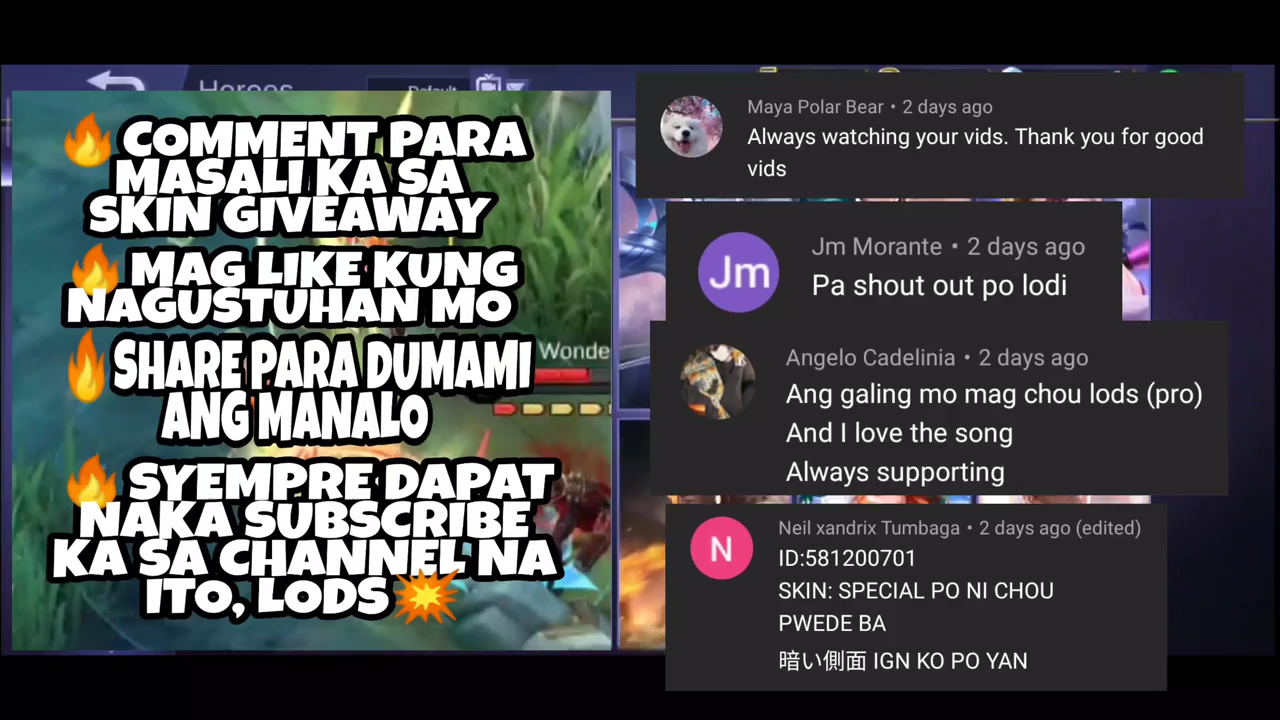 Heroes
Default
🔥COMMENT PARA
MASALI KA SA
SKIN GIVEAWAY
🔥MAG LIKE KUNG
NAGUSTUHAN MO
🔥SHARE PARA DUMAMI
ANG MANALO
🔥SYEMPRE DAPAT
NAKA SUBSCRIBE
KA SA CHANNEL NA
ITO, LODS💥
Wonde
Maya Polar Bear • 2 days ago
Always watching your vids. Thank you for good
vids
Jm
Jm Morante • 2 days ago
Pa shout out po lodi
Angelo Cadelinia • 2 days ago
Ang galing mo mag chou lods (pro)
And I love the song
Always supporting
N
Neil xandrix Tumbaga • 2 days ago (edited)
ID:581200701
SKIN: SPECIAL PO NI CHOU
PWEDE BA
暗い側面 IGN KO PO YAN